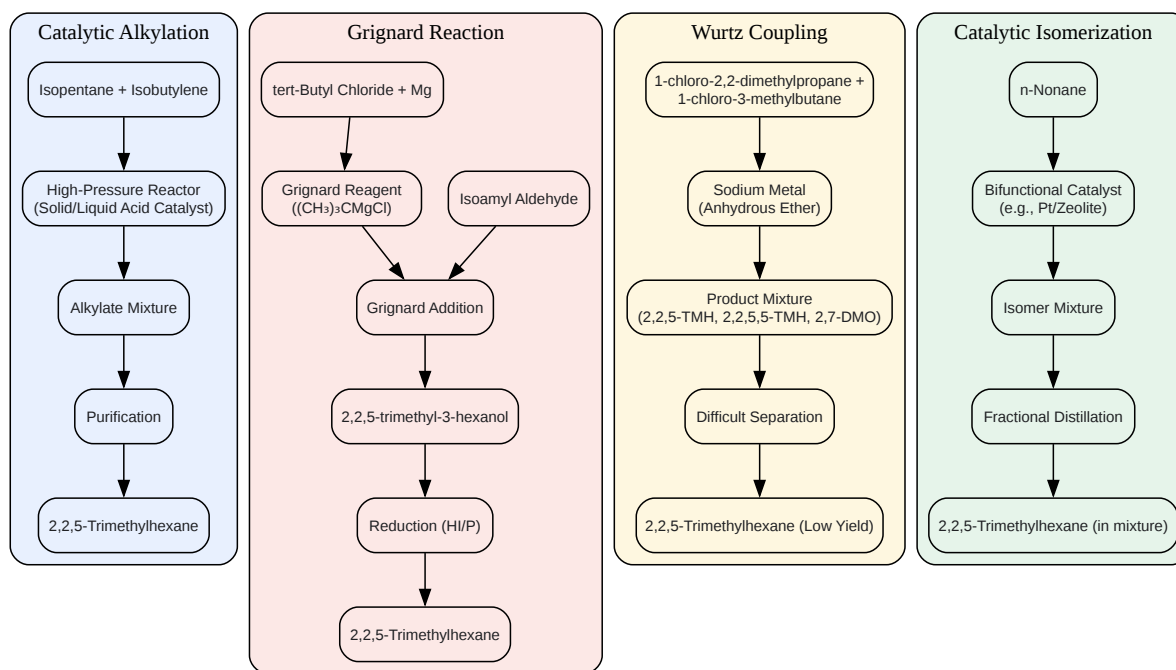 Catalytic Alkylation
Isopentane + Isobutylene
High-Pressure Reactor
(Solid/Liquid Acid Catalyst)
Alkylate Mixture
Purification
2,2,5-Trimethylhexane
Grignard Reaction
tert-Butyl Chloride + Mg
Grignard Reagent
((CH₃)₃CMgCl)
Isoamyl Aldehyde
Grignard Addition
2,2,5-trimethyl-3-hexanol
Reduction (HI/P)
2,2,5-Trimethylhexane
Wurtz Coupling
1-chloro-2,2-dimethylpropane +
1-chloro-3-methylbutane
Sodium Metal
(Anhydrous Ether)
Product Mixture
(2,2,5-TMH, 2,2,5,5-TMH, 2,7-DMO)
Difficult Separation
2,2,5-Trimethylhexane (Low Yield)
Catalytic Isomerization
n-Nonane
Bifunctional Catalyst
(e.g., Pt/Zeolite)
Isomer Mixture
Fractional Distillation
2,2,5-Trimethylhexane (in mixture)